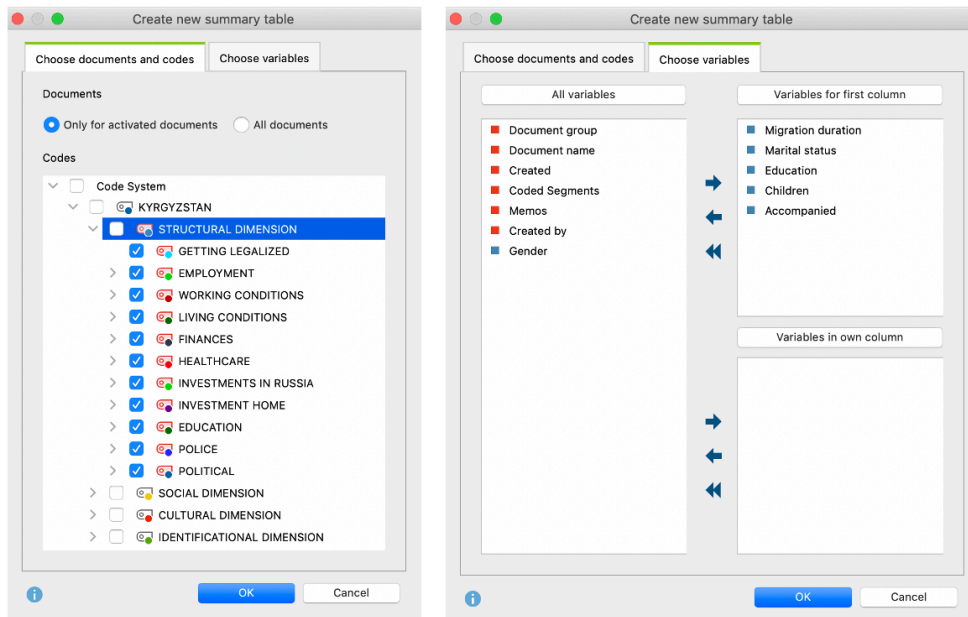 Create new summary table
Choose documents and codes
Choose variables
Documents
Only for activated documents
All documents
Codes
Code System
KYRGYZSTAN
STRUCTURAL DIMENSION
GETTING LEGALIZED
EMPLOYMENT
WORKING CONDITIONS
LIVING CONDITIONS
FINANCES
HEALTHCARE
INVESTMENTS IN RUSSIA
INVESTMENT HOME
EDUCATION
POLICE
POLITICAL
SOCIAL DIMENSION
CULTURAL DIMENSION
IDENTIFICATIONAL DIMENSION
OK
Cancel
Create new summary table
Choose documents and codes
Choose variables
All variables
Document group
Document name
Created
Coded Segments
Memos
Created by
Gender
Variables for first column
Migration duration
Marital status
Education
Children
Accompanied
Variables in own column
OK
Cancel